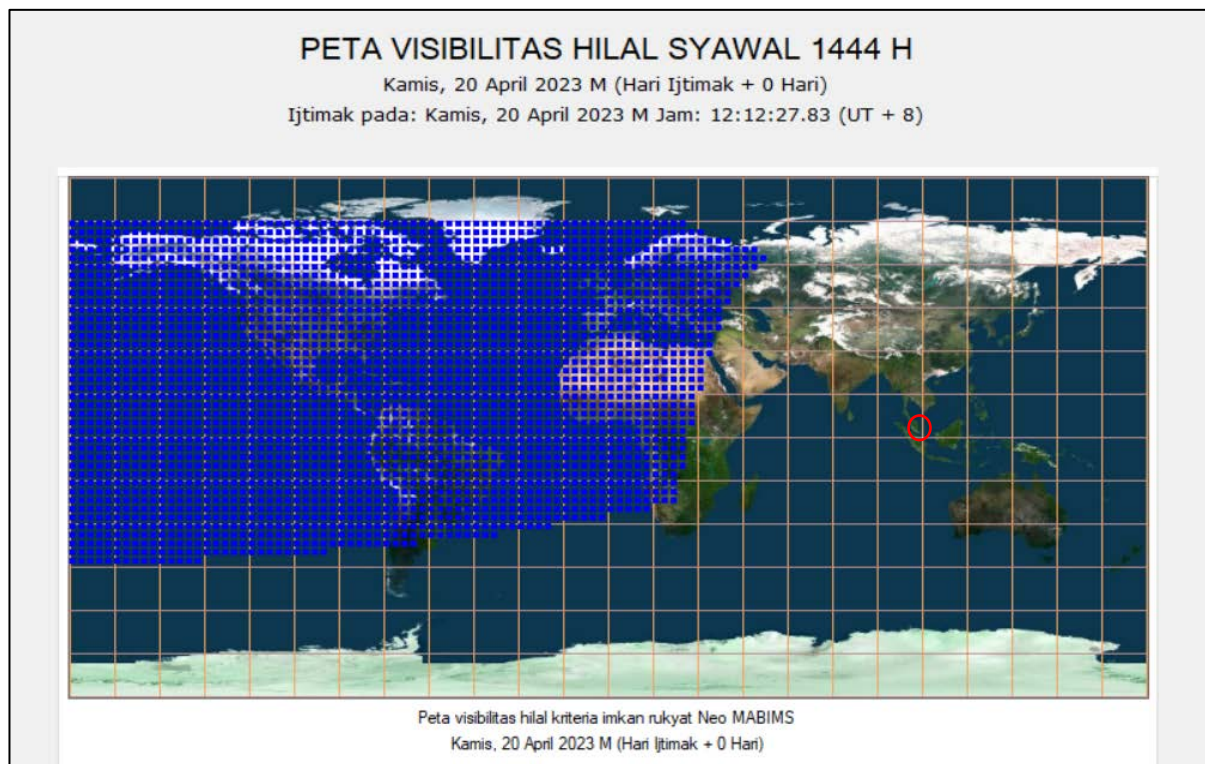 PETA VISIBILITAS HILAL SYAWAL 1444 H
Kamis, 20 April 2023 M (Hari Ijtimak + 0 Hari)
Ijtimak pada: Kamis, 20 April 2023 M Jam: 12:12:27.83 (UT + 8)
Peta visibilitas hilal kriteria imkan rukyat Neo MABIMS
Kamis, 20 April 2023 M (Hari Ijtimak + 0 Hari)